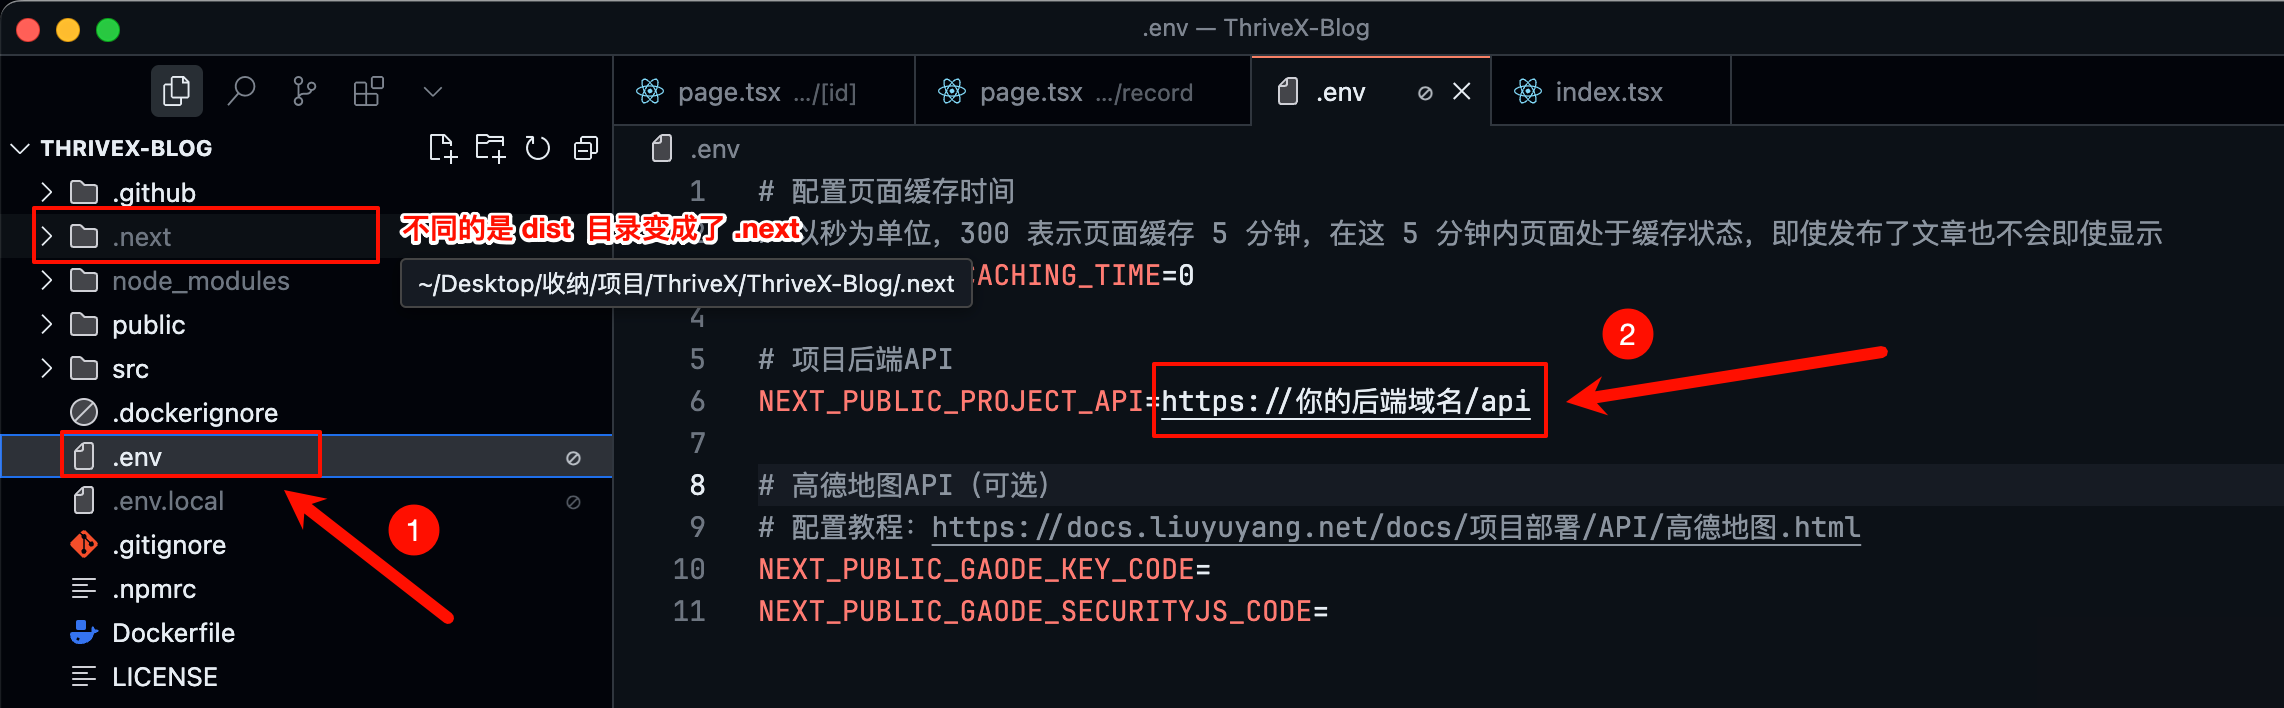 .env — ThriveX-Blog
page.tsx .../[id]
page.tsx .../record
.env
index.tsx
THRIVEX-BLOG
.github
.next
node_modules
public
src
.dockerignore
.env
.env.local
.gitignore
.npmrc
Dockerfile
LICENSE
不同的是 dist 目录变成了 .next
~/Desktop/收纳/项目/ThriveX/ThriveX-Blog/.next
1
2
.env
1 # 配置页面缓存时间
以秒为单位，300 表示页面缓存 5 分钟，在这 5 分钟内页面处于缓存状态，即使发布了文章也不会即使显示
CACHING_TIME=0
4
5 # 项目后端API
6 NEXT_PUBLIC_PROJECT_API=https://你的后端域名/api
7
8 # 高德地图API（可选）
9 # 配置教程：https://docs.liuyuyang.net/docs/项目部署/API/高德地图.html
10 NEXT_PUBLIC_GAODE_KEY_CODE=
11 NEXT_PUBLIC_GAODE_SECURITYJS_CODE=